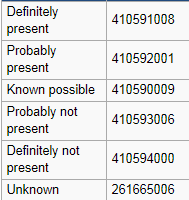 Definitely
present 410591008
Probably
present 410592001
Known possible 410590009
Probably not
present 410593006
Definitely not
present 410594000
Unknown 261665006